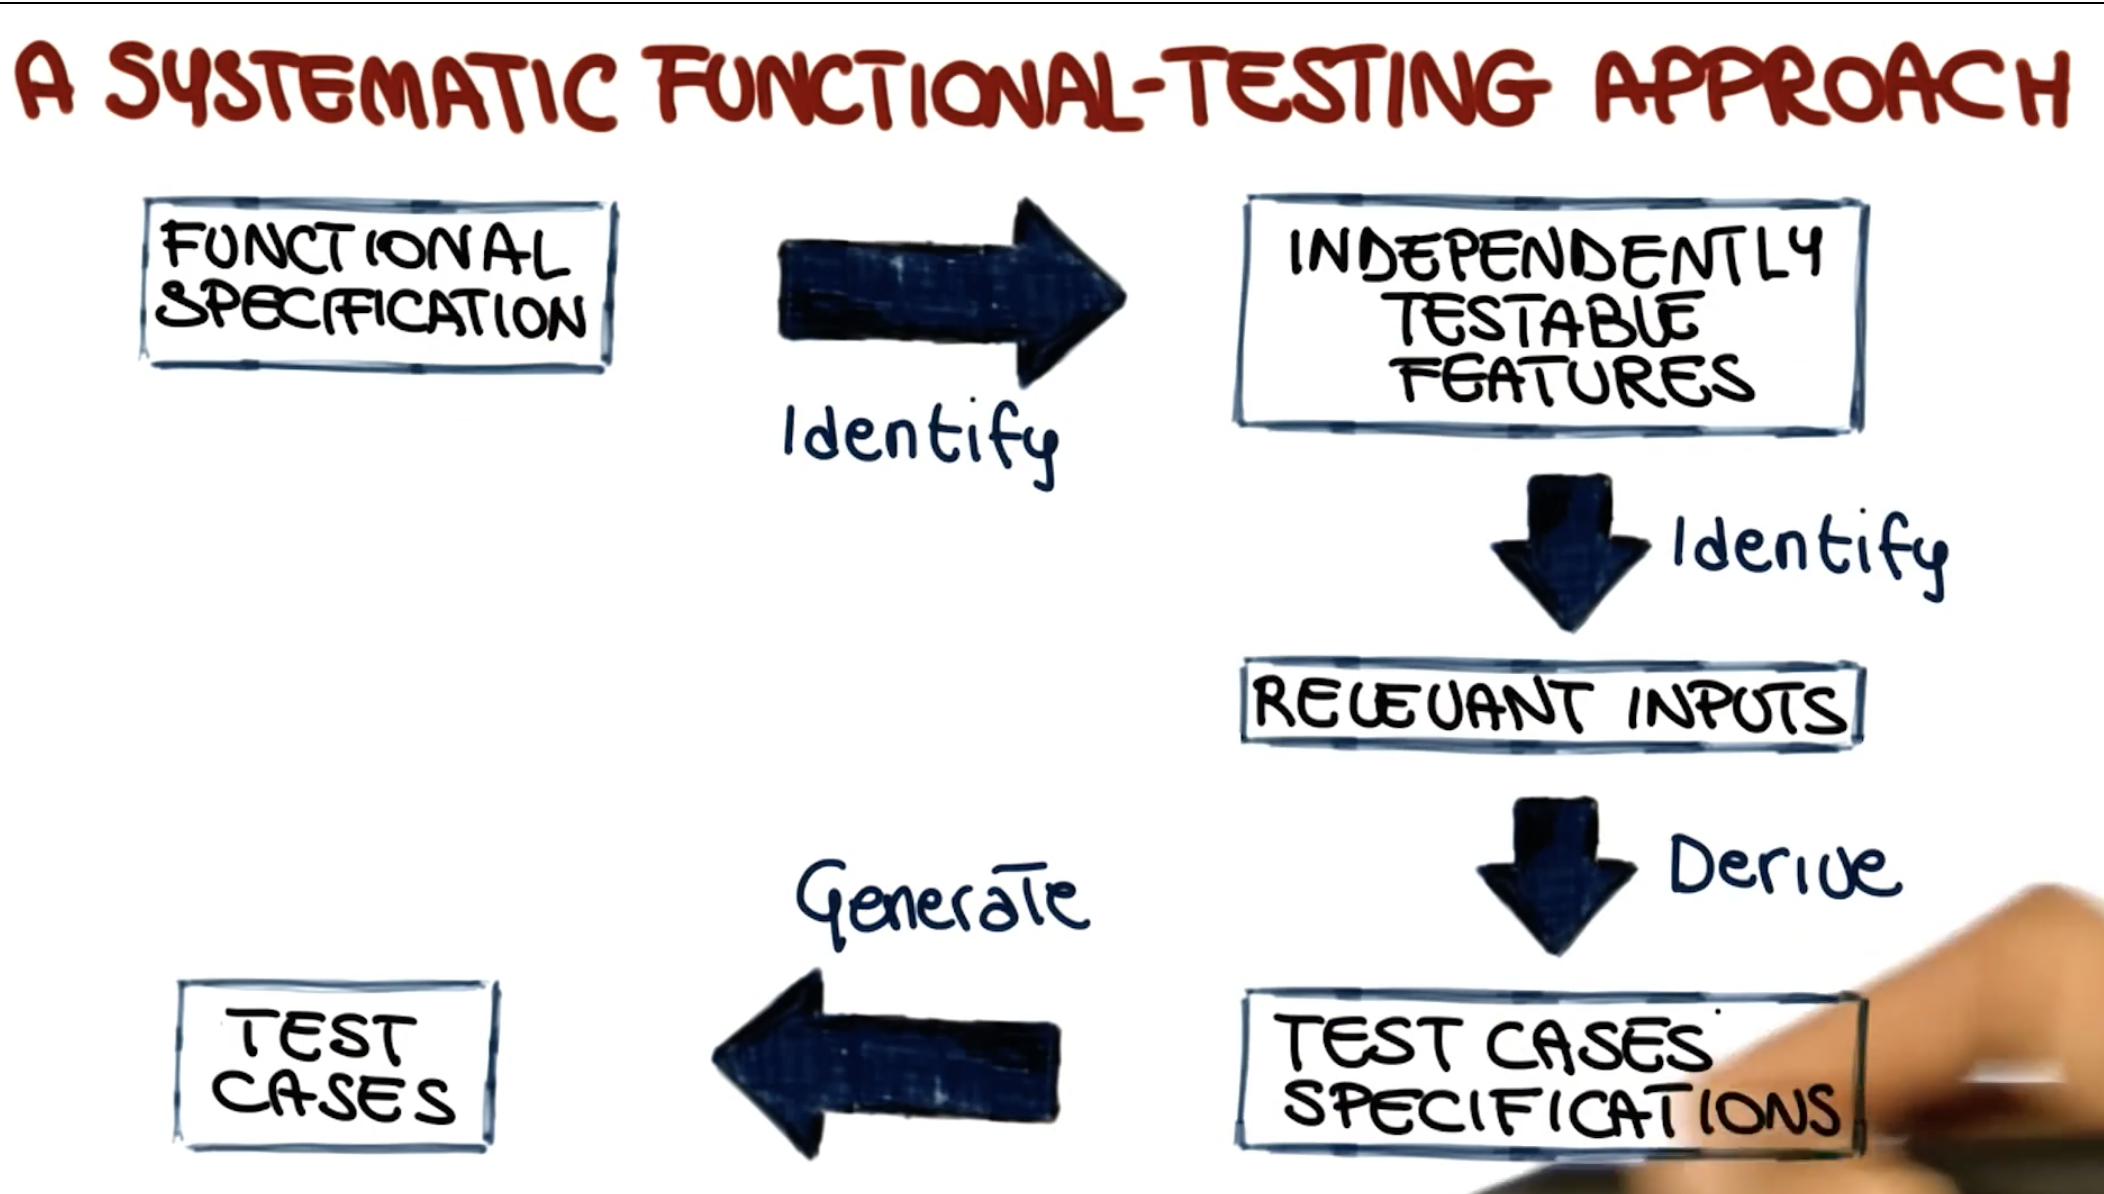 A SYSTEMATIC FUNCTIONAL-TESTING APPROACH
FUNCTIONAL
SPECIFICATION
Identify
INDEPENDENTLY
TESTABLE
FEATURES
Identify
RELEVANT INPUTS
Derive
TEST CASES
SPECIFICATIONS
Generate
TEST
CASES